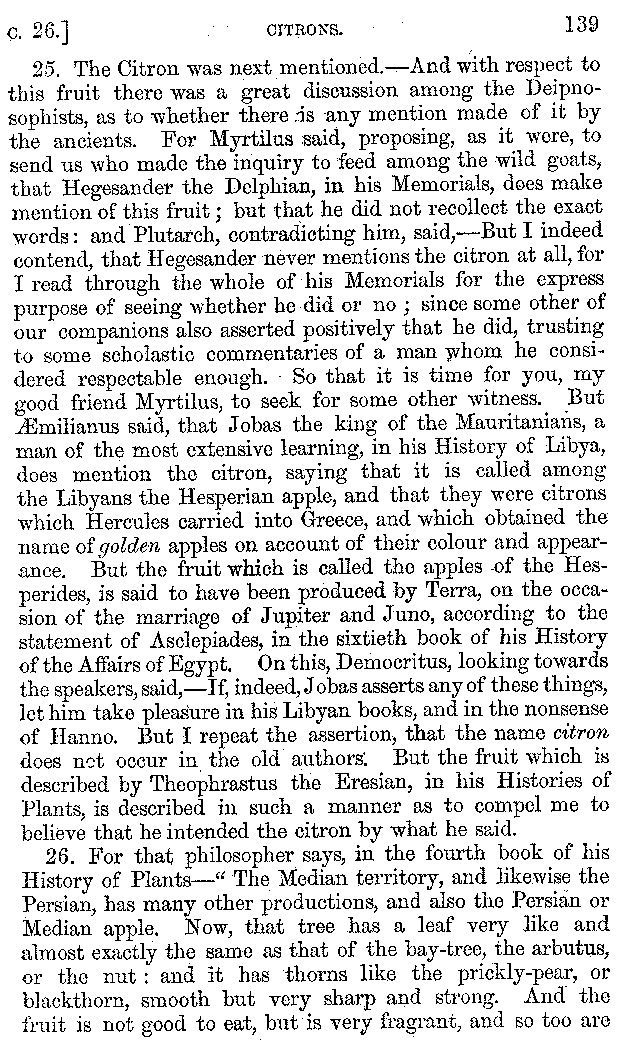 C. 26.] CITRONS. 139
25. The Citron was next mentioned.—And with respect to
this fruit there was a great discussion among the Deipno-
sophists, as to whether there is any mention made of it by
the ancients. For Myrtilus said, proposing, as it were, to
send us who made the inquiry to feed among the wild goats,
that Hegesander the Delphian, in his Memorials, does make
mention of this fruit; but that he did not recollect the exact
words: and Plutarch, contradicting him, said,—But I indeed
contend, that Hegesander never mentions the citron at all, for
I read through the whole of his Memorials for the express
purpose of seeing whether he did or no; since some other of
our companions also asserted positively that he did, trusting
to some scholastic commentaries of a man whom he consi-
dered respectable enough. So that it is time for you, my
good friend Myrtilus, to seek for some other witness. But
Æmilianus said, that Jobas the king of the Mauritanians, a
man of the most extensive learning, in his History of Libya,
does mention the citron, saying that it is called among
the Libyans the Hesperian apple, and that they were citrons
which Hercules carried into Greece, and which obtained the
name of golden apples on account of their colour and appear-
ance. But the fruit which is called the apples of the Hes-
perides, is said to have been produced by Terra, on the occa-
sion of the marriage of Jupiter and Juno, according to the
statement of Asclepiades, in the sixtieth book of his History
of the Affairs of Egypt. On this, Democritus, looking towards
the speakers, said,—If, indeed, Jobas asserts any of these things,
let him take pleasure in his Libyan books, and in the nonsense
of Hanno. But I repeat the assertion, that the name citron
does not occur in the old authors. But the fruit which is
described by Theophrastus the Eresian, in his Histories of
Plants, is described in such a manner as to compel me to
believe that he intended the citron by what he said.
26. For that philosopher says, in the fourth book of his
History of Plants—“ The Median territory, and likewise the
Persian, has many other productions, and also the Persian or
Median apple. Now, that tree has a leaf very like and
almost exactly the same as that of the bay-tree, the arbutus,
or the nut: and it has thorns like the prickly-pear, or
blackthorn, smooth but very sharp and strong. And the
fruit is not good to eat, but is very fragrant, and so too are